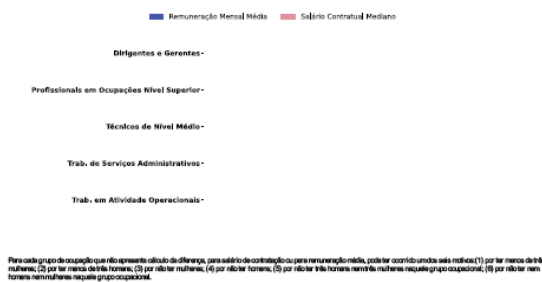 Remuneração Mensal Média Salário Contratual Mediano
Dirigentes e Gerentes
Profissionais em Ocupações Nível Superior
Técnicos de Nível Médio
Trab. de Serviços Administrativos
Trab. em Atividade Operacionais
Para cada grupo de ocupação que não apresente cálculo da diferença, para salário de contratação ou para remuneração média, pode ter ocorrido um dos seis motivos: (1) por ter menos de três
mulheres; (2) por ter menos de três homens; (3) por não ter mulheres; (4) por não ter homens; (5) por não ter três homens nem três mulheres naquele grupo ocupacional; (6) por não ter nem
homens nem mulheres naquele grupo ocupacional.